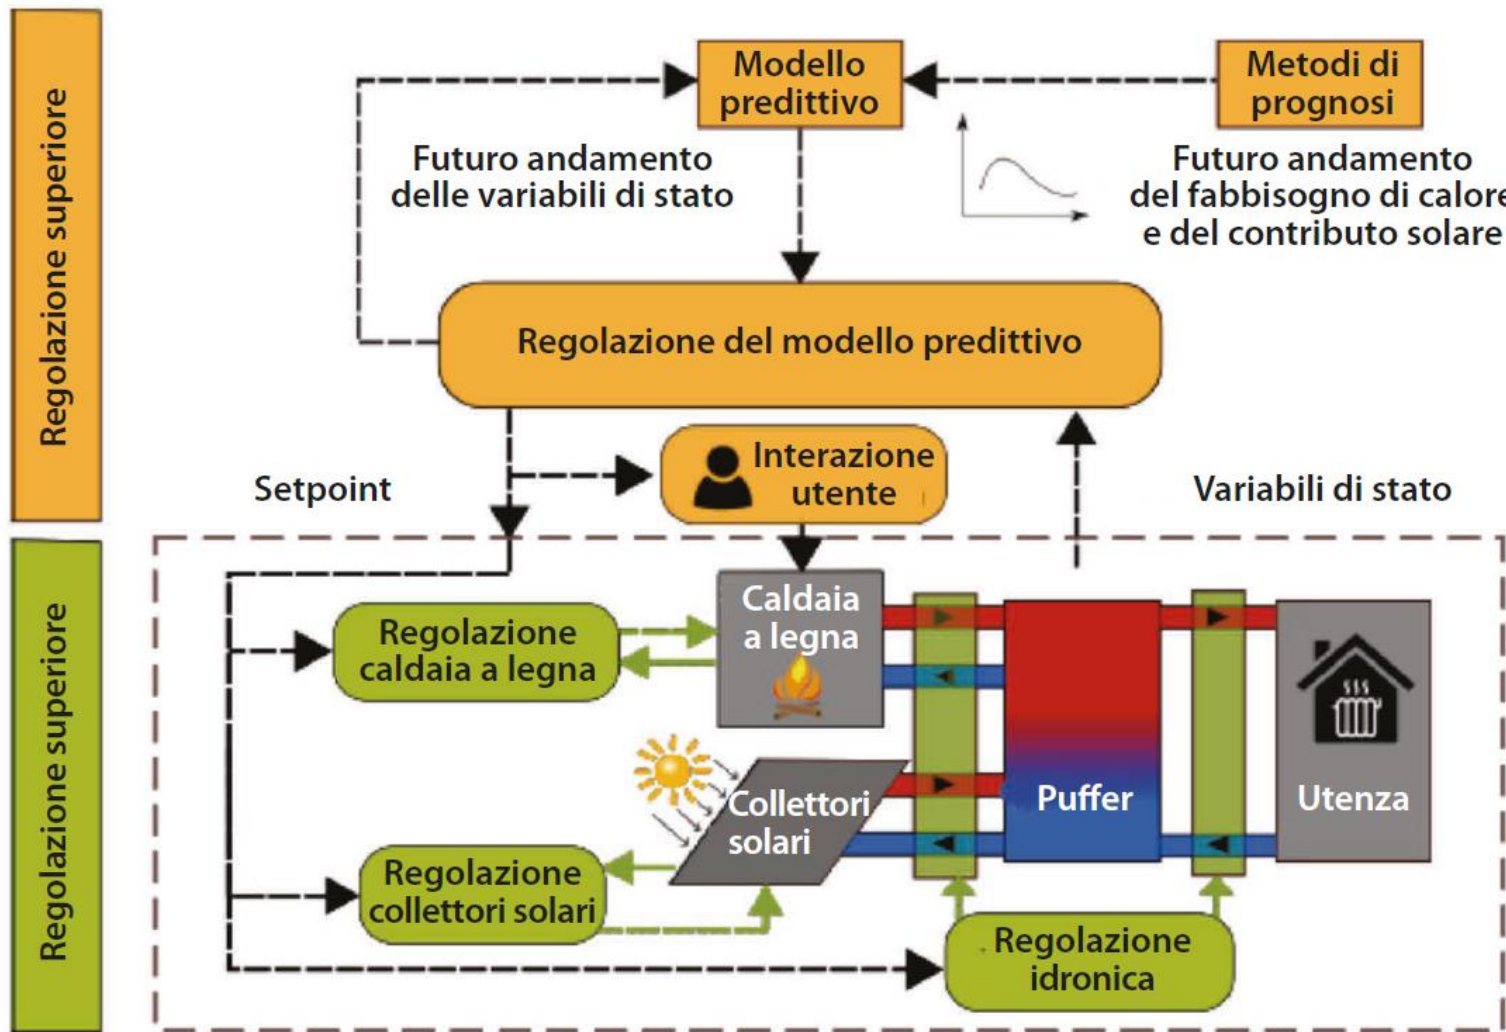 Regolazione superiore
Modello
predittivo
Metodi di
prognosi
Futuro andamento
delle variabili di stato
Futuro andamento
del fabbisogno di calore
e del contributo solare
Regolazione del modello predittivo
Interazione
utente
Setpoint
Variabili di stato
Regolazione superiore
Regolazione
caldaia a legna
Caldaia
a legna
Collettori
solari
Puffer
Utenza
Regolazione
collettori solari
Regolazione
idronica